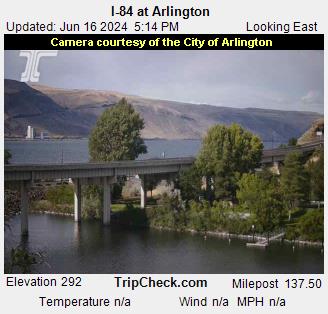 I-84 at Arlington
Updated: Jun 16 2024 5:14 PM Looking East
Camera courtesy of the City of Arlington
Elevation 292 TripCheck.com Milepost 137.50
Temperature n/a Wind n/a MPH n/a